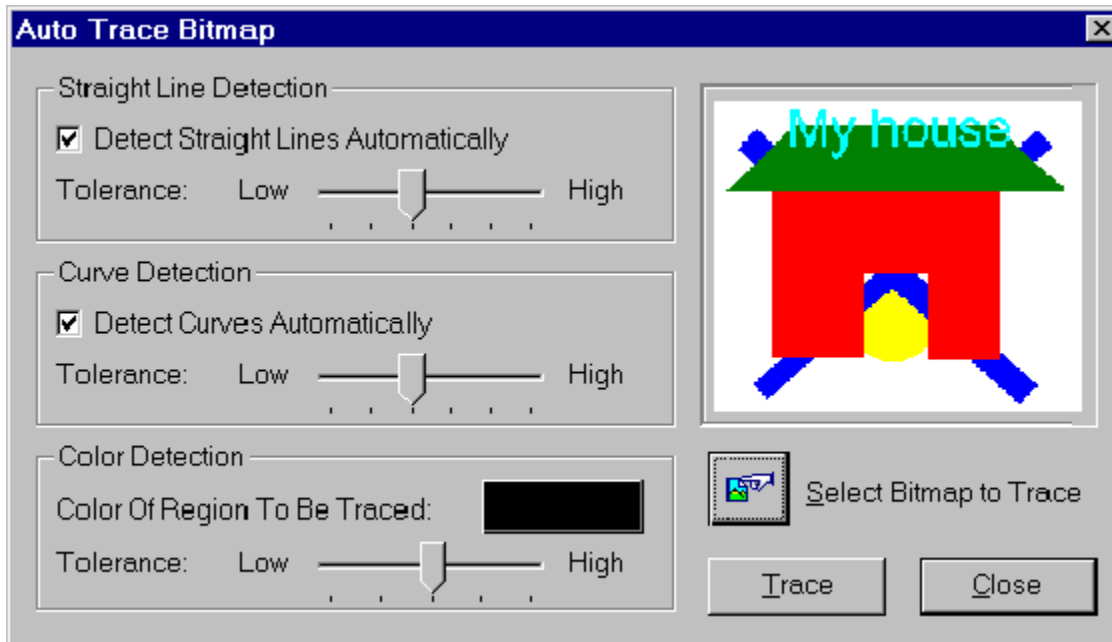 Auto Trace Bitmap
Straight Line Detection
Detect Straight Lines Automatically
Tolerance: Low High
Curve Detection
Detect Curves Automatically
Tolerance: Low High
Color Detection
Color Of Region To Be Traced:
Tolerance: Low High
My house
Select Bitmap to Trace
Trace Close